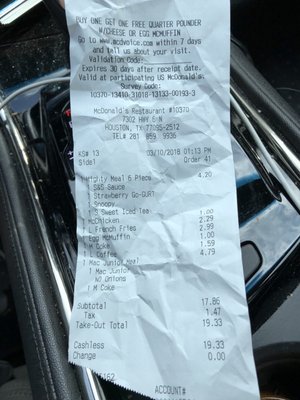 BUY ONE GET ONE FREE QUARTER POUNDER
W/CHEESE OR EGG MCMUFFIN
Go to www.mcdvoice.com within 7 days
and tell us about your visit.
Validation Code:
Expires 30 days after receipt date.
Valid at participating US McDonald's.
Survey Code:
10370-13410-31018-13133-00193-3
McDonald's Restaurant #10370
7302 HWY 6 N
HOUSTON, TX 77095-2512
TEL# 281 859 9936
KS# 13 03/10/2018 01:13 PM
Side1 Order 41
1 Mighty Meal 6 Piece 4.20
1 S&S Sauce
1 Strawberry Go-GURT
1 Snoopy
1 S Sweet Iced Tea 1.00
1 McChicken 2.29
1 L French Fries 2.99
1 Egg McMuffin 1.00
1 M Coke 1.59
1 L Coffee 4.79
1 Mac Junior Meal
1 Mac Junior
NO Onions
1 M Coke
Subtotal 17.86
Tax 1.47
Take-Out Total 19.33
Cashless 19.33
Change 0.00
5162
ACCOUNT#